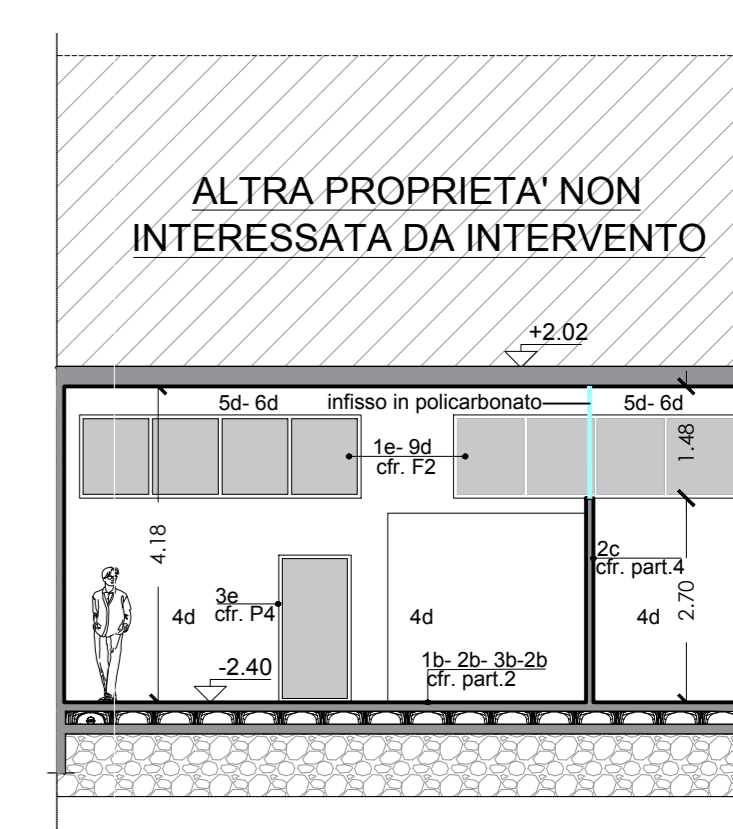 ALTRA PROPRIETA' NON
INTERESSATA DA INTERVENTO
+2.02
5d- 6d
infisso in policarbonato
5d- 6d
1e- 9d
cfr. F2
1.48
4.18
2c
cfr. part.4
3e
cfr. P4
4d
4d
4d
2.70
-2.40
1b- 2b- 3b-2b
cfr. part.2